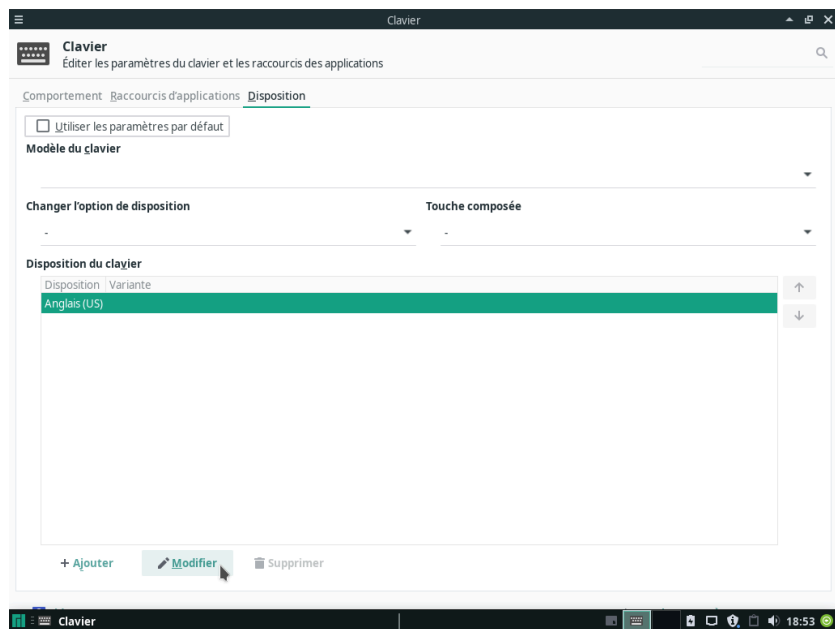 Clavier
Clavier
Éditer les paramètres du clavier et les raccourcis des applications
Comportement Raccourcis d'applications Disposition
Utiliser les paramètres par défaut
Modèle du clavier
Changer l'option de disposition Touche composée
- -
Disposition du clavier
Disposition Variante
Anglais (US)
+ Ajouter Modifier Supprimer
Clavier 18:53